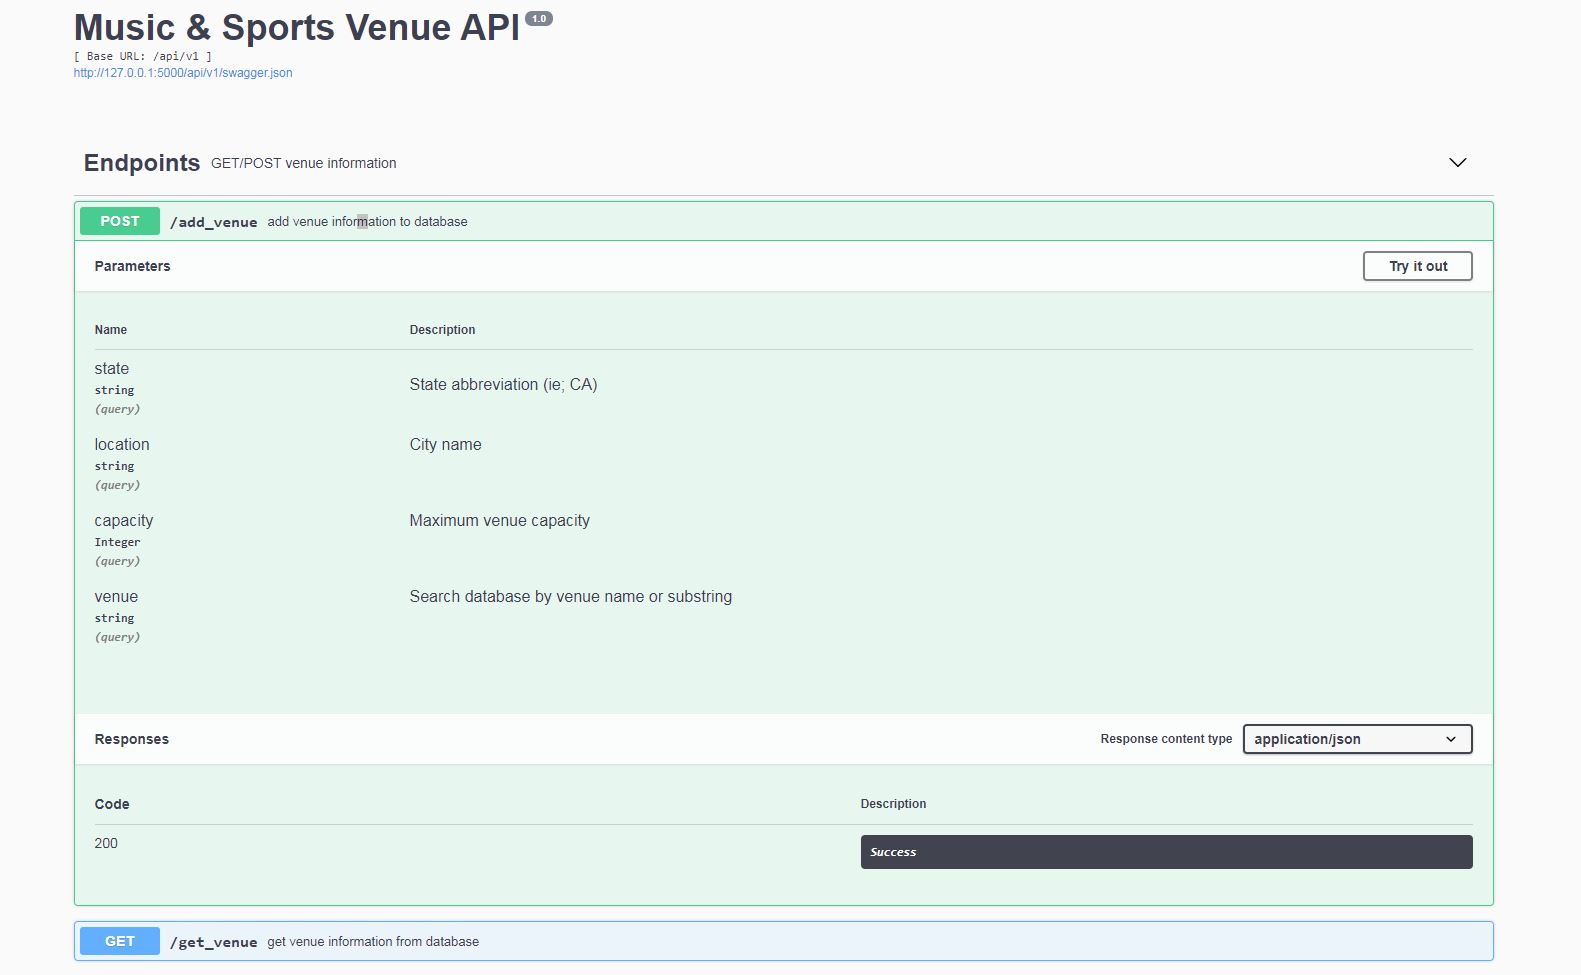 Music & Sports Venue API 1.0
[ Base URL: /api/v1 ]
http://127.0.0.1:5000/api/v1/swagger.json
Endpoints GET/POST venue information
POST /add_venue add venue information to database
Parameters Try it out
Name Description
state
string
(query)
State abbreviation (ie; CA)
location
string
(query)
City name
capacity
Integer
(query)
Maximum venue capacity
venue
string
(query)
Search database by venue name or substring
Responses Response content type application/json
Code Description
200 Success
GET /get_venue get venue information from database